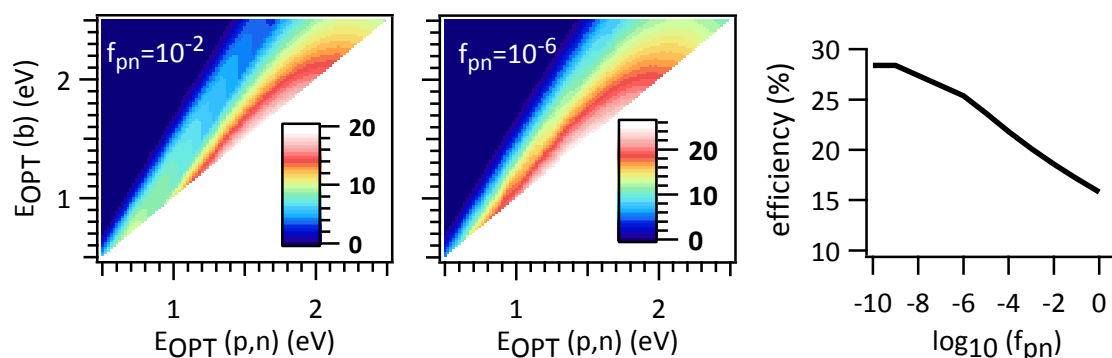 E_OPT (b) (eV)
2
1
f_pn=10^-2
20
10
0
1
2
E_OPT (p,n) (eV)
f_pn=10^-6
20
10
0
1
2
E_OPT (p,n) (eV)
efficiency (%)
30
25
20
15
10
-10 -8 -6 -4 -2 0
log_10 (f_pn)